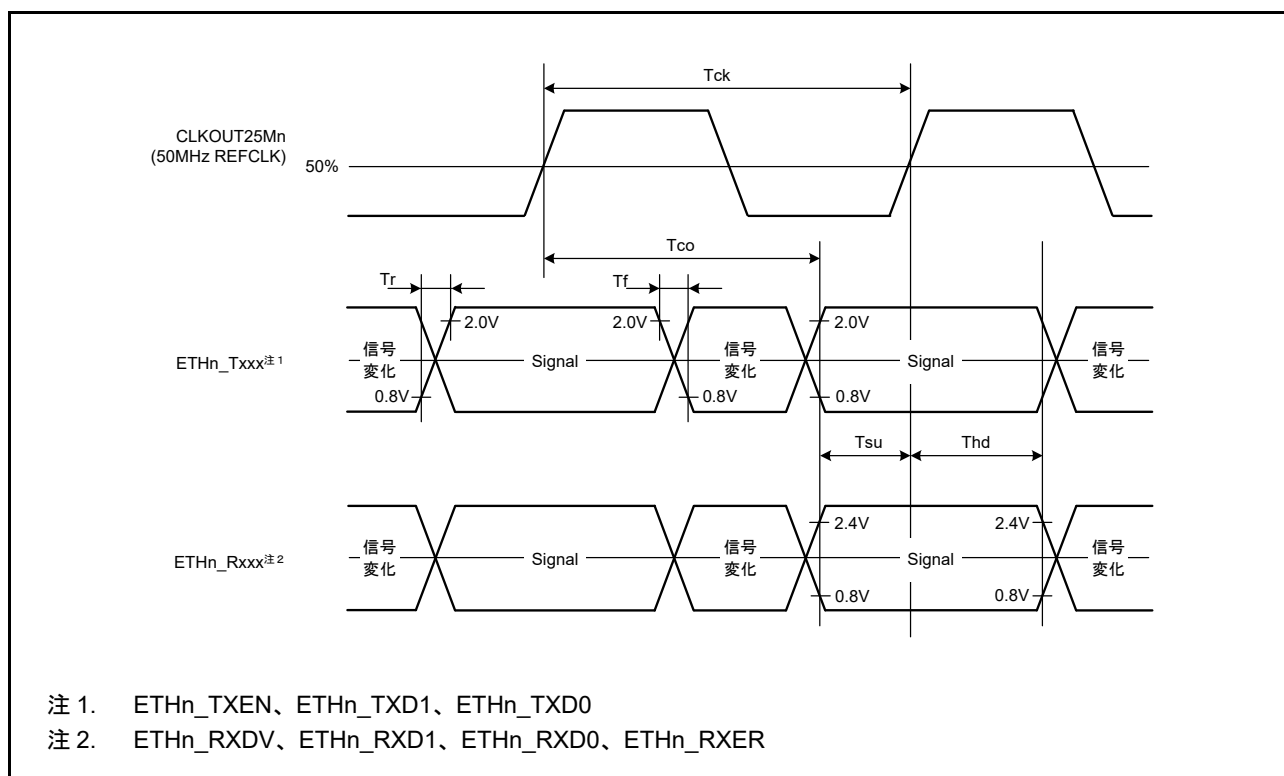 Tck
CLKOUT25Mn
(50MHz REFCLK)
50%
Tco
Tr
Tf
2.0V
2.0V
2.0V
ETHn_Txxx注1
信号
変化
Signal
信号
変化
Signal
信号
変化
0.8V
0.8V
0.8V
Tsu
Thd
2.4V
2.4V
ETHn_Rxxx注2
信号
変化
Signal
信号
変化
Signal
信号
変化
0.8V
0.8V
注 1. ETHn_TXEN、ETHn_TXD1、ETHn_TXD0
注 2. ETHn_RXDV、ETHn_RXD1、ETHn_RXD0、ETHn_RXER